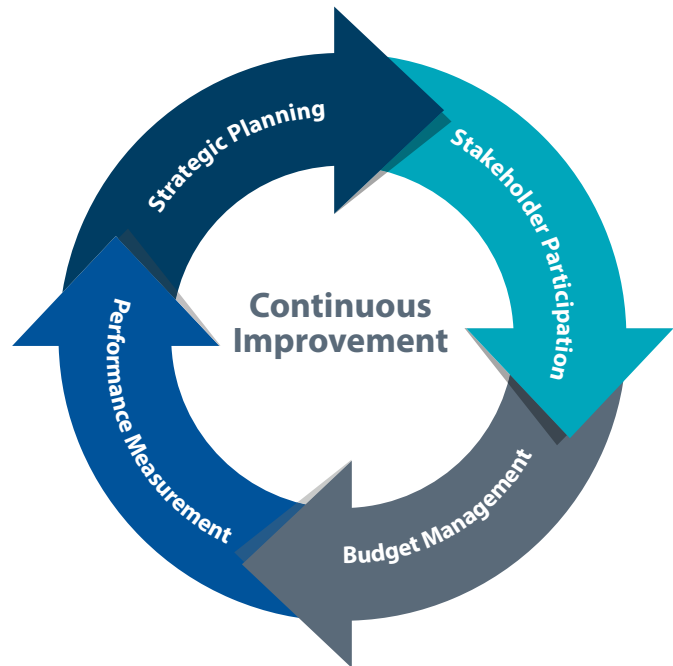 Strategic Planning
Stakeholder Participation
Continuous
Improvement
Performance Measurement
Budget Management